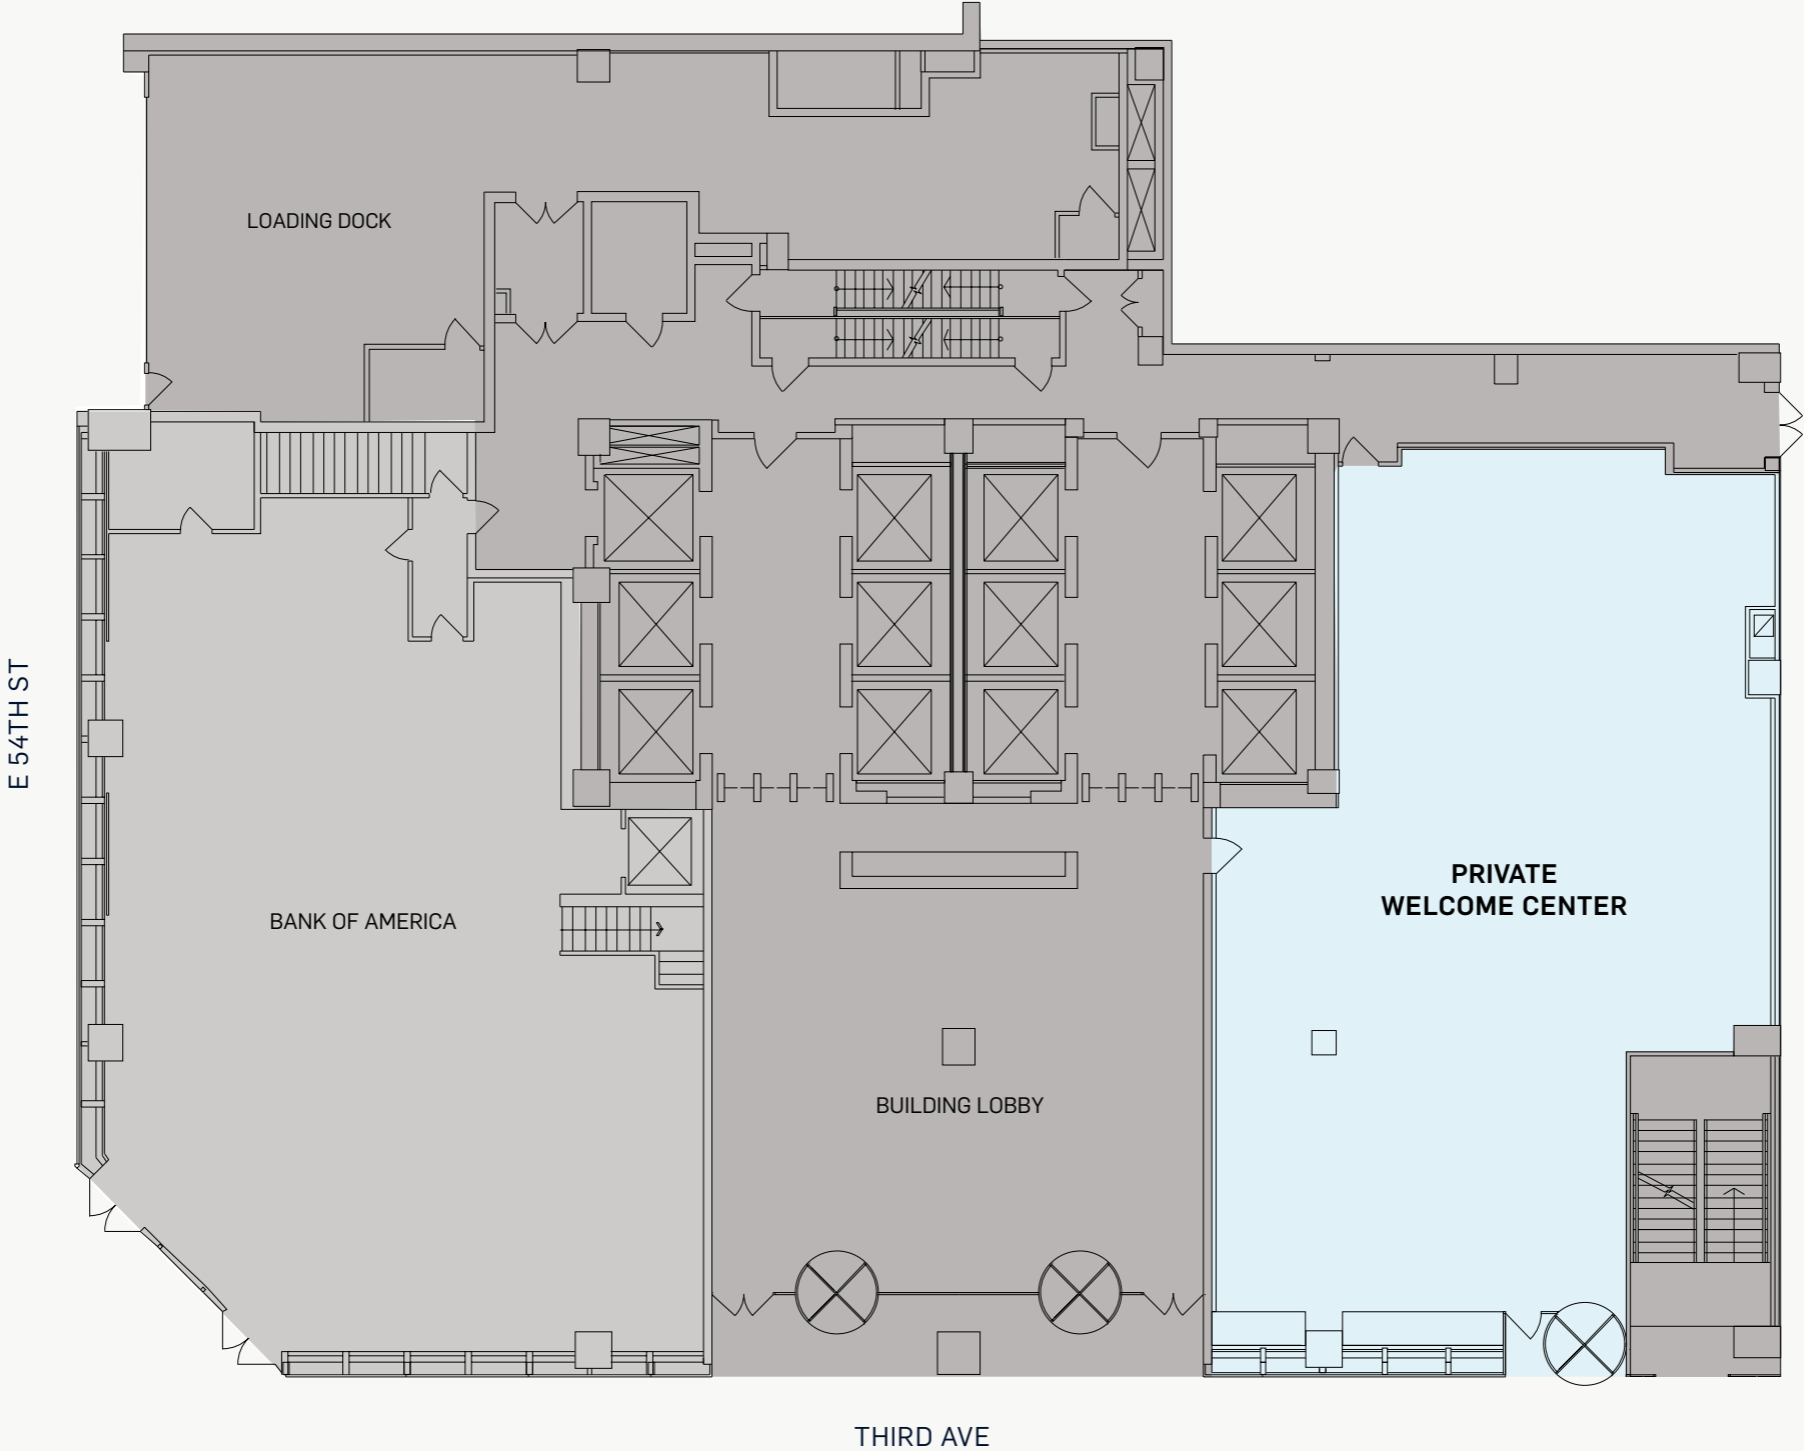 LOADING DOCK
E 54TH ST
PRIVATE
WELCOME CENTER
BANK OF AMERICA
BUILDING LOBBY
THIRD AVE